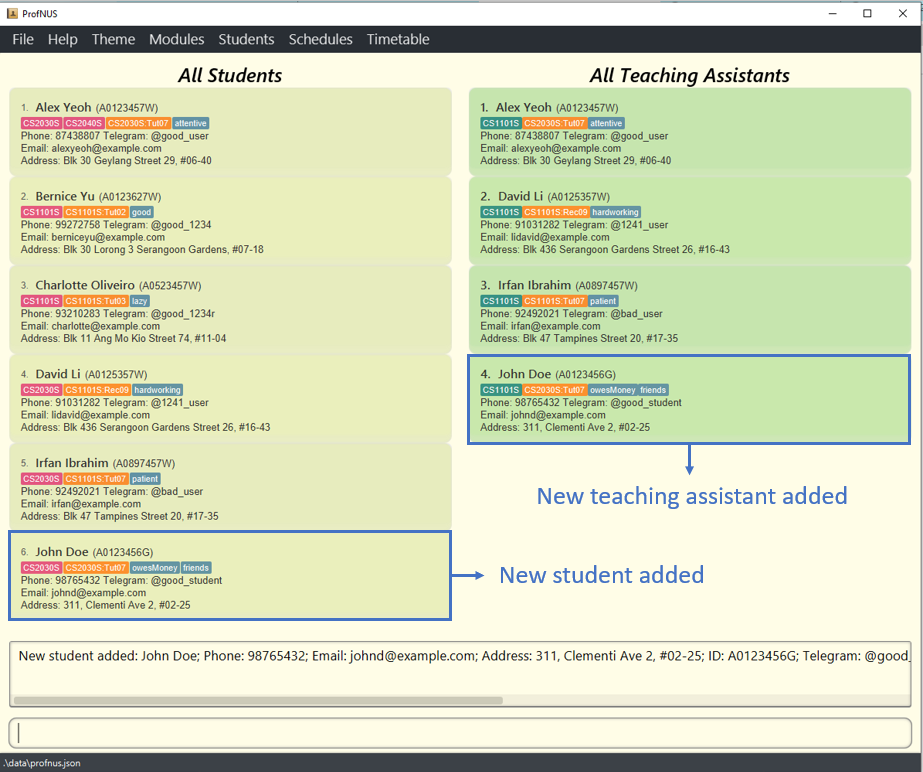 ProfNUS
File Help Theme Modules Students Schedules Timetable
All Students
1. Alex Yeoh (A0123457W)
CS2030S CS2040S CS2030S:Tut07 attentive
Phone: 87438807 Telegram: @good_user
Email: alexyeoh@example.com
Address: Blk 30 Geylang Street 29, #06-40
2. Bernice Yu (A0123627W)
CS1101S CS1101S:Tut02 good
Phone: 99272758 Telegram: @good_1234
Email: berniceyu@example.com
Address: Blk 30 Lorong 3 Serangoon Gardens, #07-18
3. Charlotte Oliveiro (A0523457W)
CS1101S CS1101S:Tut03 lazy
Phone: 93210283 Telegram: @good_1234r
Email: charlotte@example.com
Address: Blk 11 Ang Mo Kio Street 74, #11-04
4. David Li (A0125357W)
CS2030S CS1101S:Rec09 hardworking
Phone: 91031282 Telegram: @1241_user
Email: lidavid@example.com
Address: Blk 436 Serangoon Gardens Street 26, #16-43
5. Irfan Ibrahim (A0897457W)
CS2030S CS1101S:Tut07 patient
Phone: 92492021 Telegram: @bad_user
Email: irfan@example.com
Address: Blk 47 Tampines Street 20, #17-35
6. John Doe (A0123456G)
CS2030S CS2030S:Tut07 owesMoney friends
Phone: 98765432 Telegram: @good_student
Email: johnd@example.com
Address: 311, Clementi Ave 2, #02-25
All Teaching Assistants
1. Alex Yeoh (A0123457W)
CS1101S CS2030S:Tut07 attentive
Phone: 87438807 Telegram: @good_user
Email: alexyeoh@example.com
Address: Blk 30 Geylang Street 29, #06-40
2. David Li (A0125357W)
CS1101S CS1101S:Rec09 hardworking
Phone: 91031282 Telegram: @1241_user
Email: lidavid@example.com
Address: Blk 436 Serangoon Gardens Street 26, #16-43
3. Irfan Ibrahim (A0897457W)
CS1101S CS1101S:Tut07 patient
Phone: 92492021 Telegram: @bad_user
Email: irfan@example.com
Address: Blk 47 Tampines Street 20, #17-35
4. John Doe (A0123456G)
CS1101S CS2030S:Tut07 owesMoney friends
Phone: 98765432 Telegram: @good_student
Email: johnd@example.com
Address: 311, Clementi Ave 2, #02-25
New teaching assistant added
New student added
New student added: John Doe; Phone: 98765432; Email: johnd@example.com; Address: 311, Clementi Ave 2, #02-25; ID: A0123456G; Telegram: @good_
.\data\profnus.json